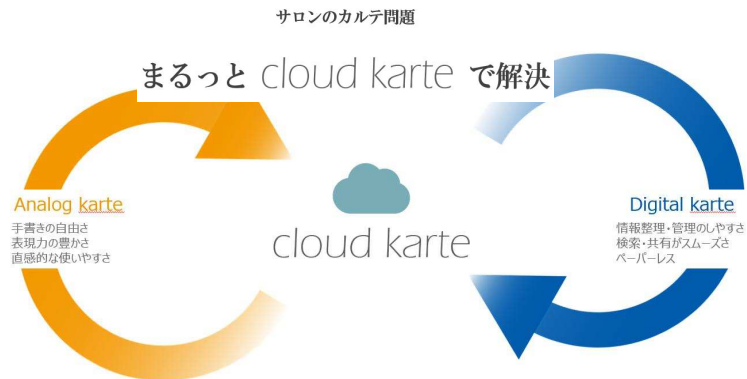 サロンのカルテ問題
まるっと cloud karte で解決
Analog karte
手書きの自由さ
表現力の豊かさ
直感的な使いやすさ
cloud karte
Digital karte
情報整理・管理のしやすさ
検索・共有がスムーズさ
ペーパーレス